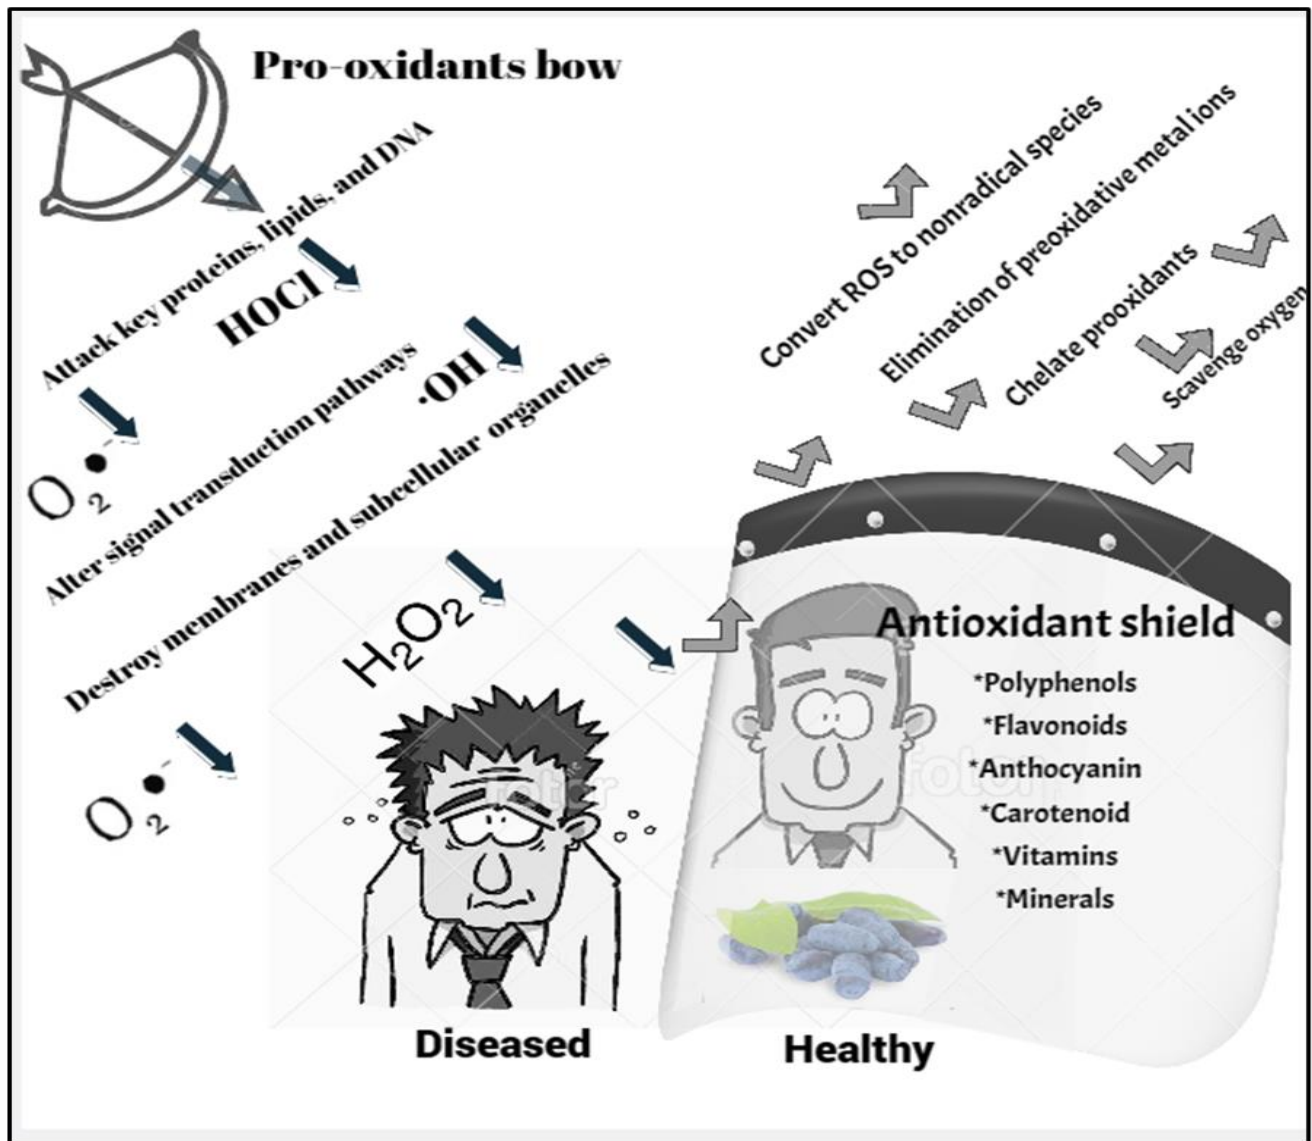 Pro-oxidants bow
Attack key proteins, lipids, and DNA
HOCl
·OH
O2•-
Alter signal transduction pathways
Destroy membranes and subcellular organelles
H2O2
O2•-
Convert ROS to nonradical species
Elimination of preoxidative metal ions
Chelate prooxidants
Scavenge oxygen
Antioxidant shield
*Polyphenols
*Flavonoids
*Anthocyanin
*Carotenoid
*Vitamins
*Minerals
fotor
fotor
Diseased
Healthy